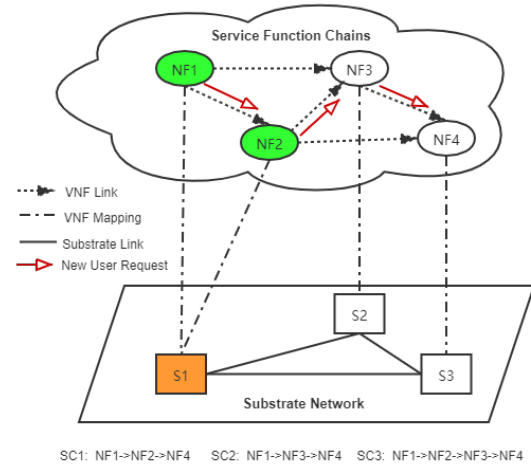 Service Function Chains
NF1
NF3
NF2
NF4
VNF Link
VNF Mapping
Substrate Link
New User Request
S2
S1
S3
Substrate Network
SC1: NF1->NF2->NF4 SC2: NF1->NF3->NF4 SC3: NF1->NF2->NF3->NF4